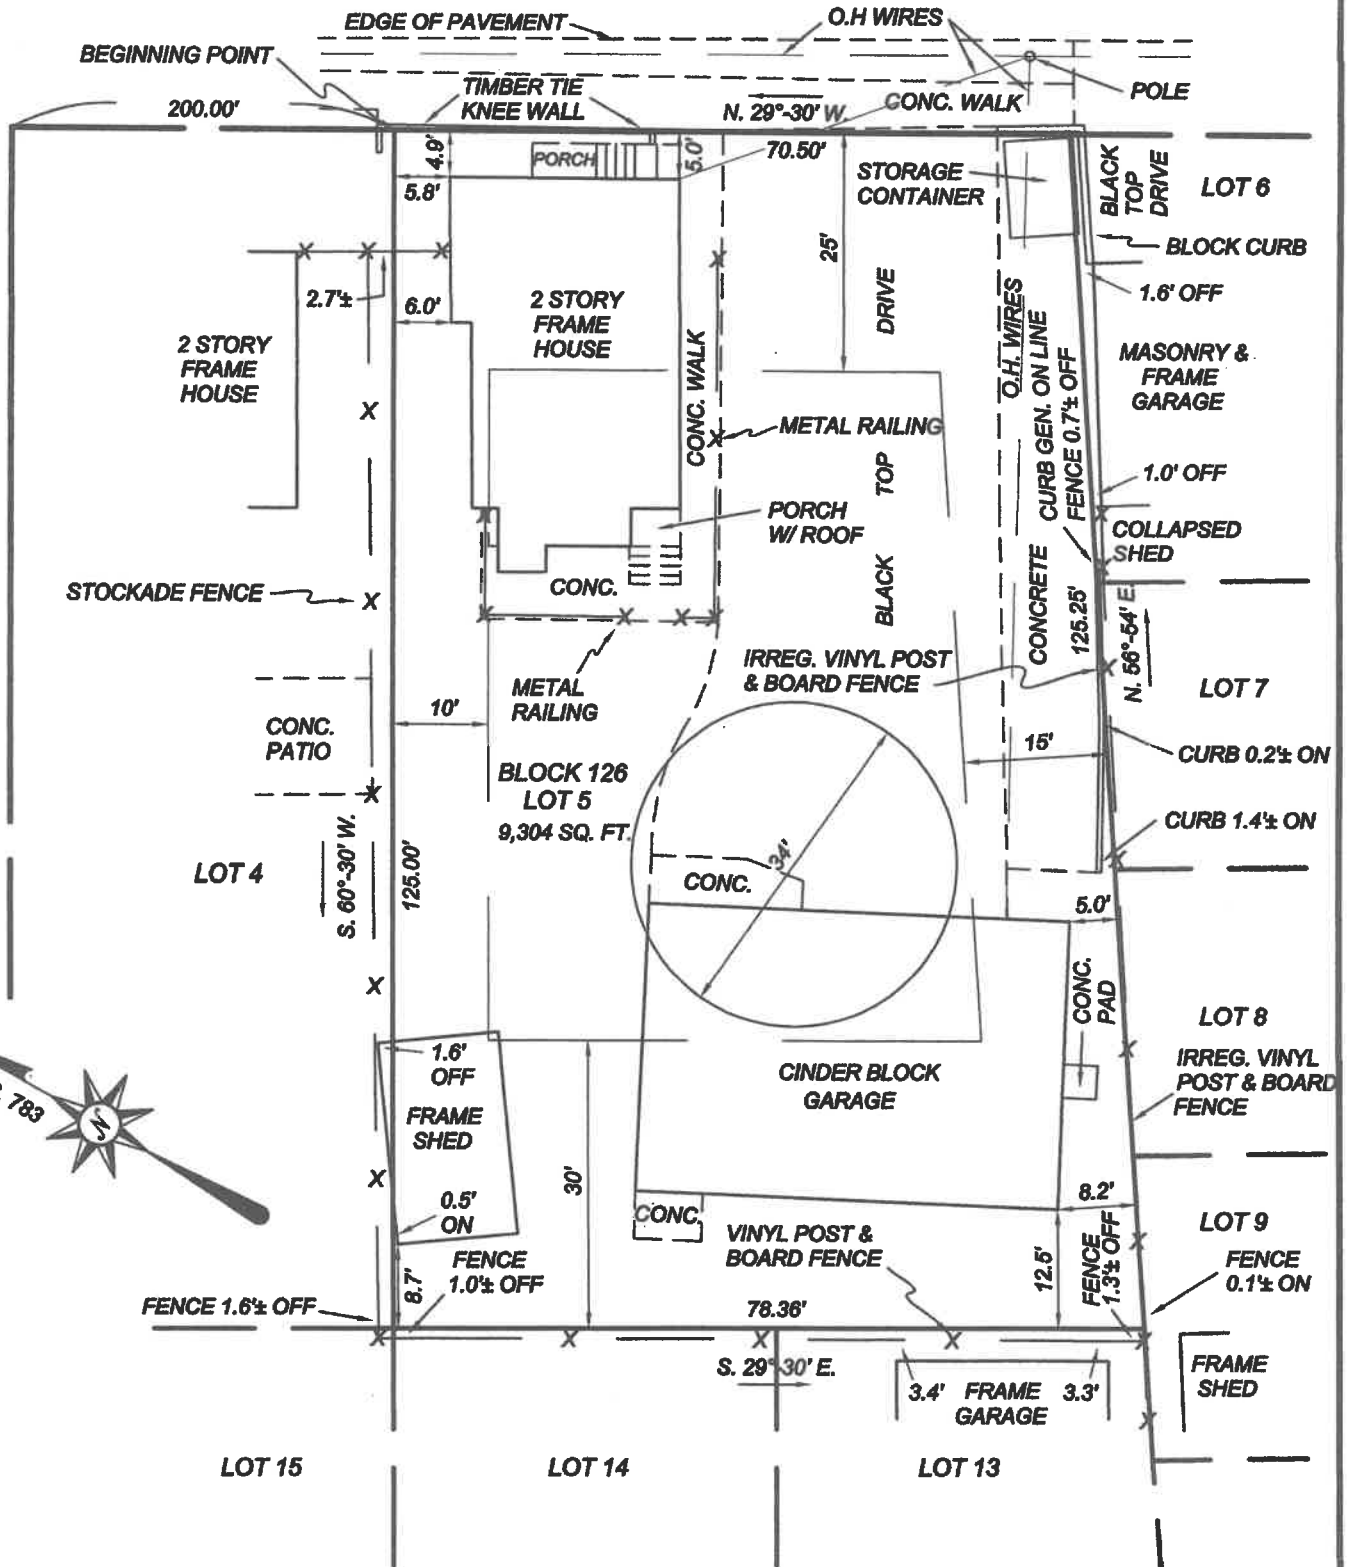 EDGE OF PAVEMENT
O.H WIRES
BEGINNING POINT
200.00'
TIMBER TIE
KNEE WALL
N. 29°-30' W.
CONC. WALK
POLE
4.9'
PORCH
5.0'
70.50'
5.8'
STORAGE
CONTAINER
BLACK
TOP
DRIVE
LOT 6
BLOCK CURB
25'
2.7'±
6.0'
2 STORY
FRAME
HOUSE
DRIVE
O.H. WIRES
1.6' OFF
2 STORY
FRAME
HOUSE
CONC. WALK
CURB GEN. ON LINE
FENCE 0.7'± OFF
MASONRY &
FRAME
GARAGE
METAL RAILING
TOP
1.0' OFF
PORCH
W/ ROOF
COLLAPSED
SHED
STOCKADE FENCE
CONC.
BLACK
CONCRETE
125.25'
N. 56°-54' E.
IRREG. VINYL POST
& BOARD FENCE
LOT 7
METAL
RAILING
10'
CONC.
PATIO
15'
CURB 0.2'± ON
BLOCK 126
LOT 5
9,304 SQ. FT.
CURB 1.4'± ON
LOT 4
S. 60°-30' W.
125.00'
34'
CONC.
5.0'
CONC.
PAD
LOT 8
1.6'
OFF
CINDER BLOCK
GARAGE
IRREG. VINYL
POST & BOARD
FENCE
783
N
FRAME
SHED
30'
0.5'
ON
8.2'
LOT 9
CONC.
VINYL POST &
BOARD FENCE
FENCE
1.0'± OFF
8.7'
12.5'
FENCE
1.3'± OFF
FENCE
0.1'± ON
FENCE 1.6'± OFF
78.36'
S. 29°-30' E.
3.4'
FRAME
GARAGE
3.3'
FRAME
SHED
LOT 15
LOT 14
LOT 13